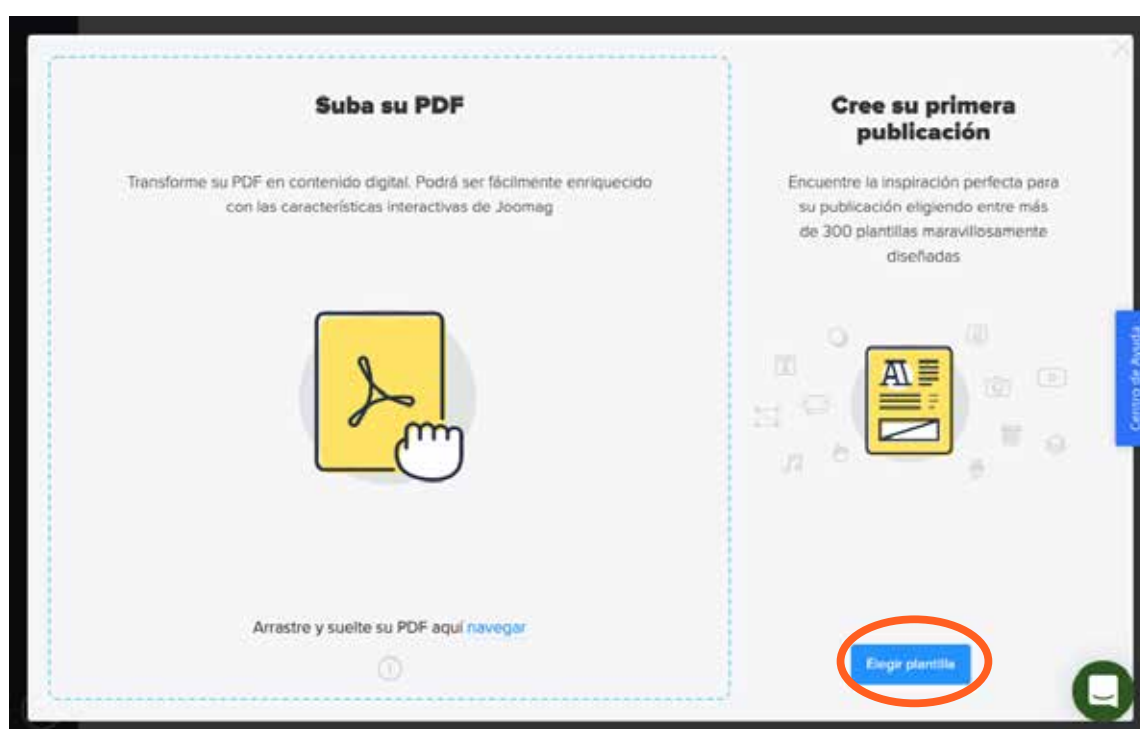 Suba su PDF
Transforme su PDF en contenido digital. Podrá ser fácilmente enriquecido
con las características interactivas de Joomag
Arrastre y suelte su PDF aquí navegar
Cree su primera
publicación
Encuentre la inspiración perfecta para
su publicación eligiendo entre más
de 300 plantillas maravillosamente
diseñadas
Elegir plantilla
Centro de Ayuda